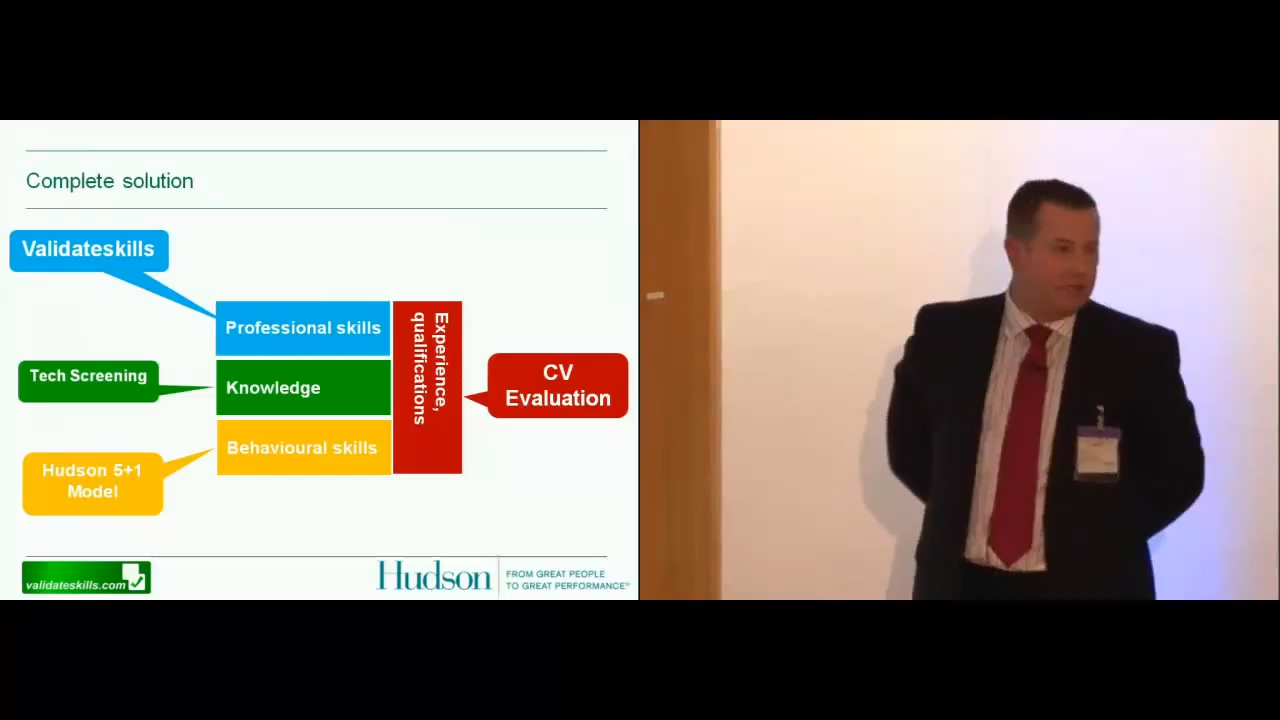 Complete solution
Validateskills
Professional skills
Tech Screening
Knowledge
Hudson 5+1
Model
Behavioural skills
Experience,
qualifications
CV
Evaluation
validateskills.com
Hudson
FROM GREAT PEOPLE
TO GREAT PERFORMANCE